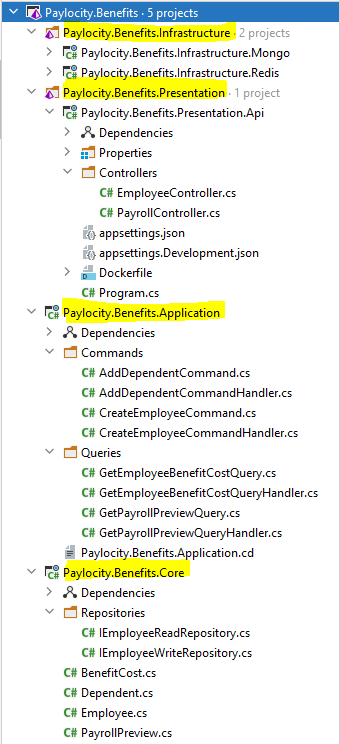 Paylocity.Benefits · 5 projects
Paylocity.Benefits.Infrastructure · 2 projects
C# Paylocity.Benefits.Infrastructure.Mongo
C# Paylocity.Benefits.Infrastructure.Redis
Paylocity.Benefits.Presentation · 1 project
C# Paylocity.Benefits.Presentation.Api
Dependencies
Properties
Controllers
C# EmployeeController.cs
C# PayrollController.cs
appsettings.json
appsettings.Development.json
Dockerfile
C# Program.cs
C# Paylocity.Benefits.Application
Dependencies
Commands
C# AddDependentCommand.cs
C# AddDependentCommandHandler.cs
C# CreateEmployeeCommand.cs
C# CreateEmployeeCommandHandler.cs
Queries
C# GetEmployeeBenefitCostQuery.cs
C# GetEmployeeBenefitCostQueryHandler.cs
C# GetPayrollPreviewQuery.cs
C# GetPayrollPreviewQueryHandler.cs
Paylocity.Benefits.Application.cd
C# Paylocity.Benefits.Core
Dependencies
Repositories
C# IEmployeeReadRepository.cs
C# IEmployeeWriteRepository.cs
C# BenefitCost.cs
C# Dependent.cs
C# Employee.cs
C# PayrollPreview.cs